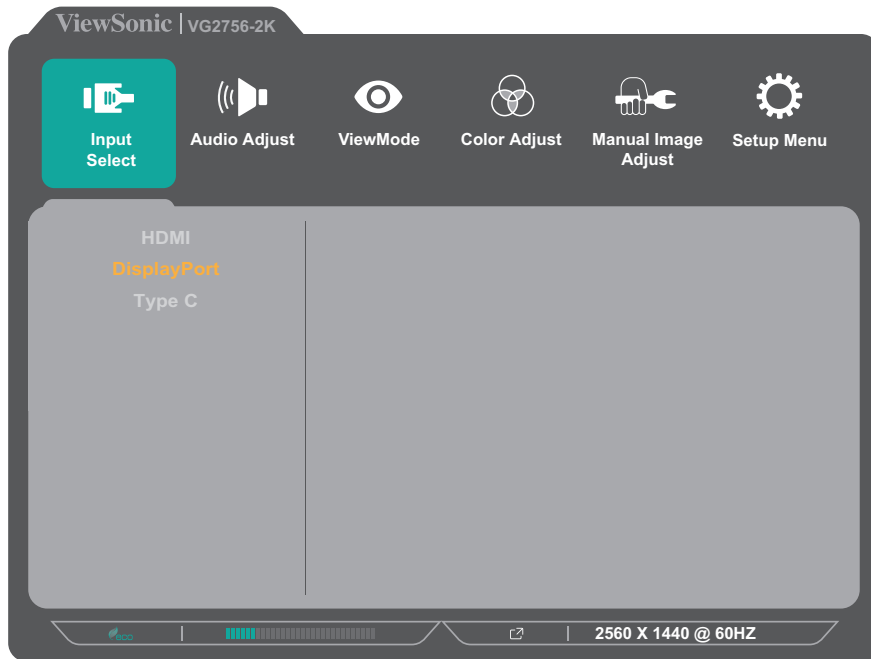 ViewSonic | VG2756-2K
Input
Select
Audio Adjust
ViewMode
Color Adjust
Manual Image
Adjust
Setup Menu
HDMI
DisplayPort
Type C
eco
2560 X 1440 @ 60HZ